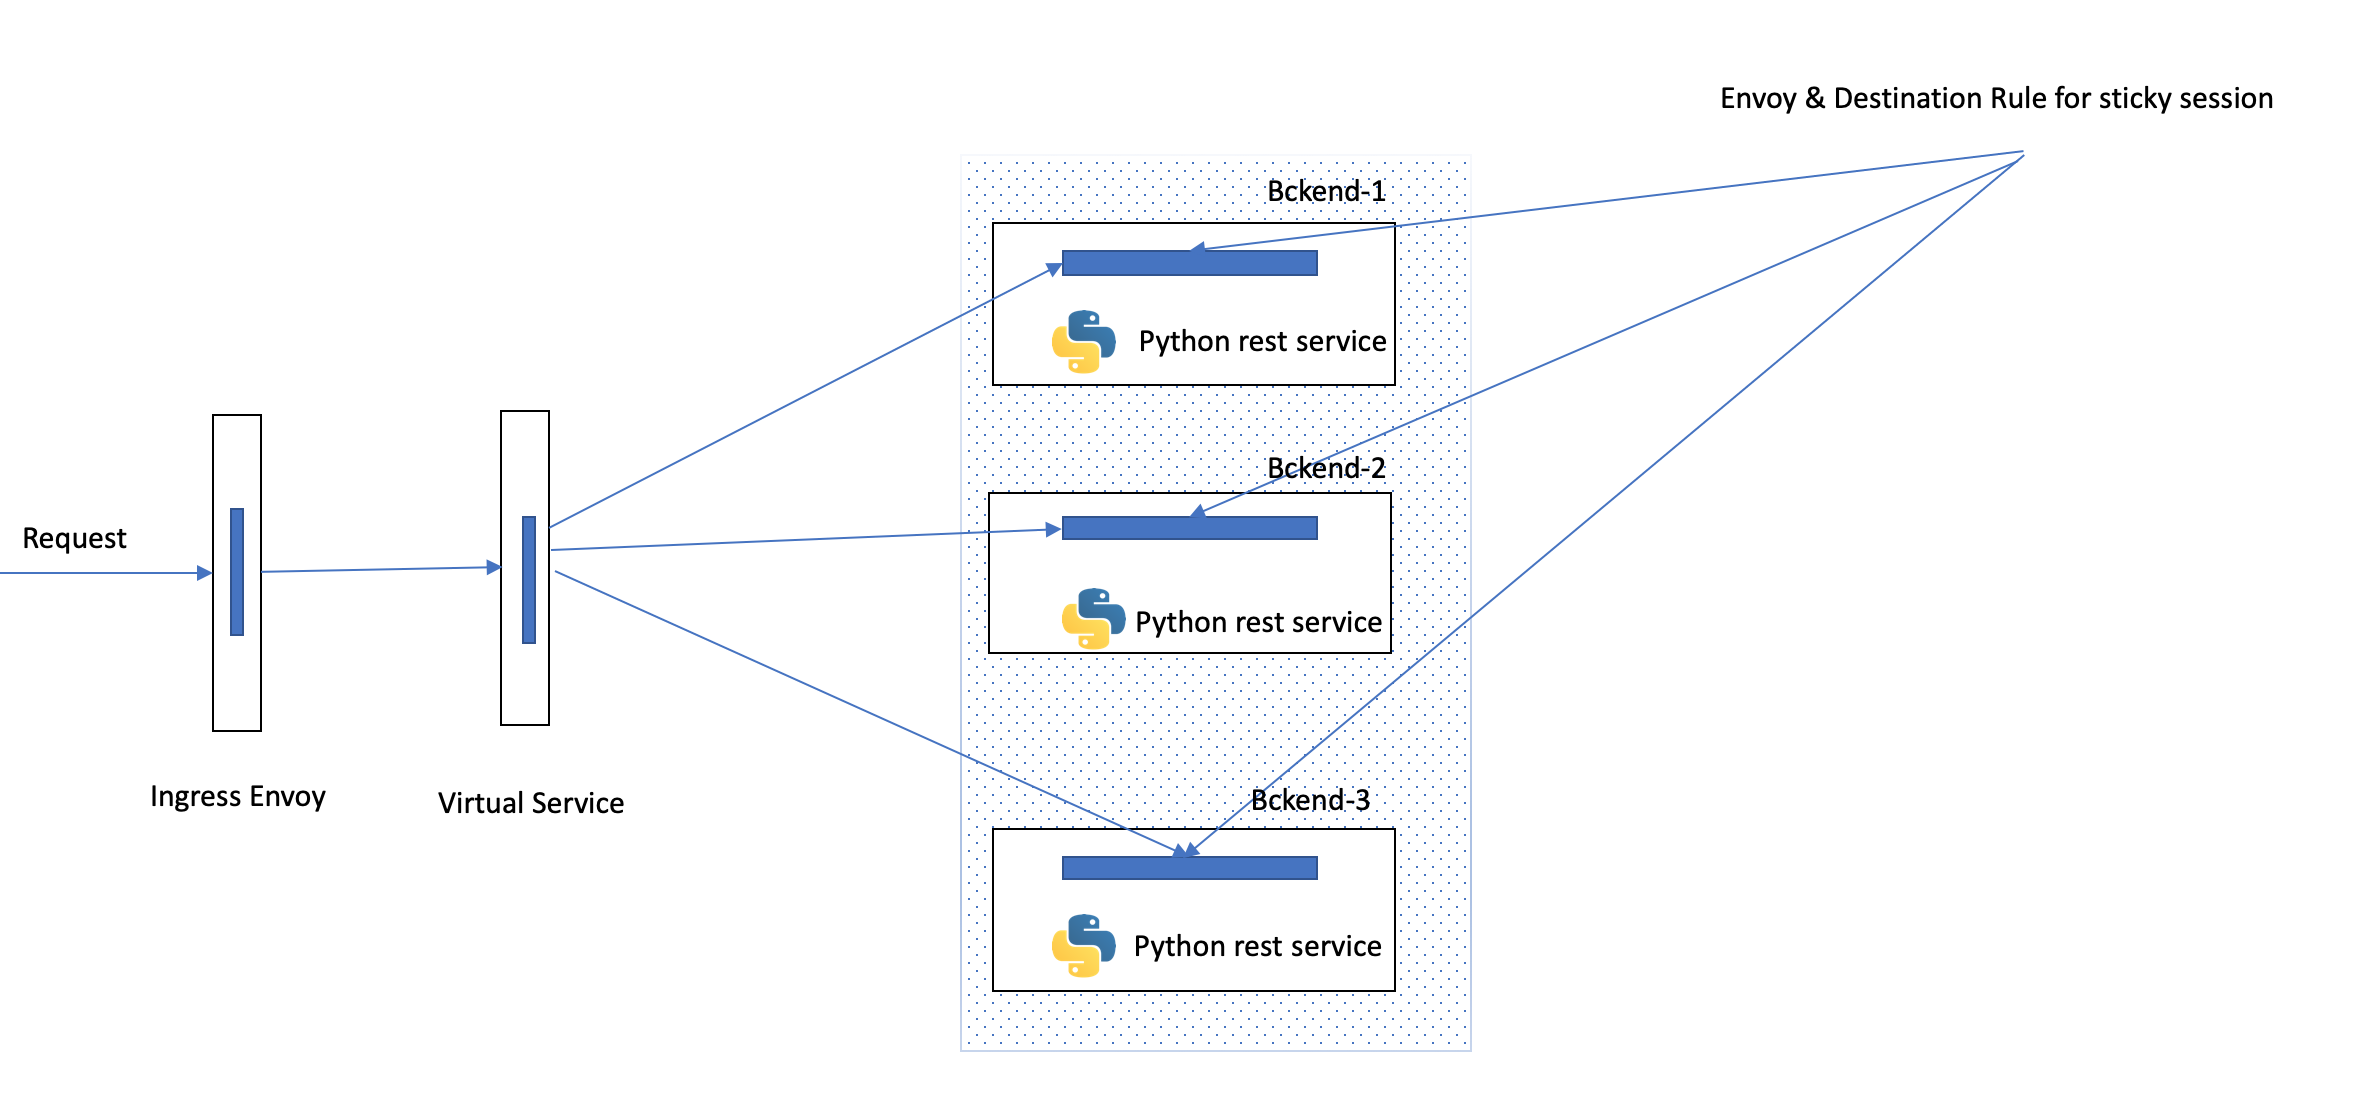 Envoy & Destination Rule for sticky session
Bckend-1
Python rest service
Bckend-2
Request
Python rest service
Ingress Envoy
Virtual Service
Bckend-3
Python rest service